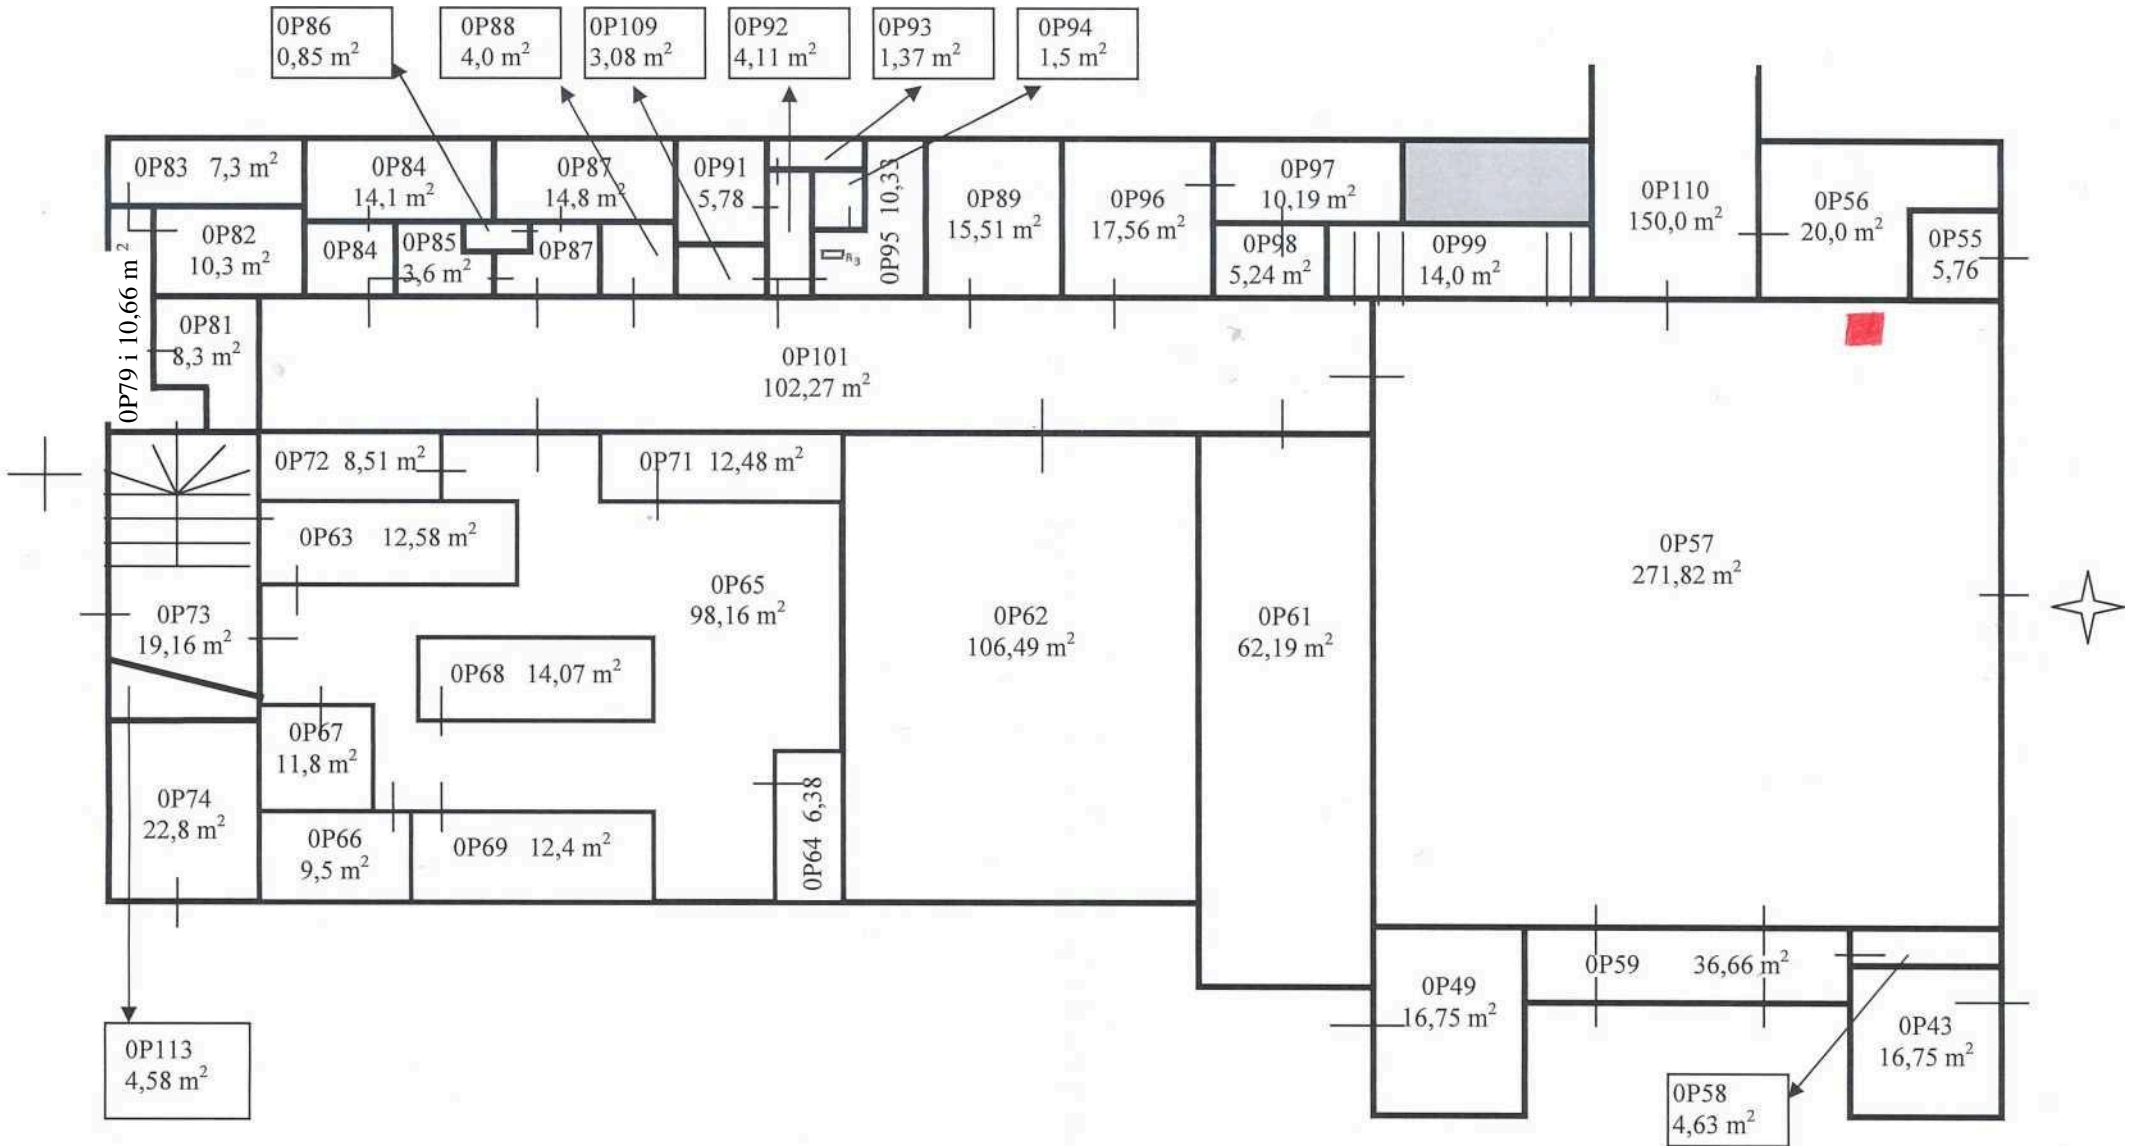 0P86
0,85 m²
0P88
4,0 m²
0P109
3,08 m²
0P92
4,11 m²
0P93
1,37 m²
0P94
1,5 m²
0P83 7,3 m²
0P84
14,1 m²
0P87
14,8 m²
0P91
5,78
0P95 10,33
0P89
15,51 m²
0P96
17,56 m²
0P97
10,19 m²
0P110
150,0 m²
0P56
20,0 m²
0P55
5,76
0P82
10,3 m²
0P84
0P85
3,6 m²
0P87
R3
0P98
5,24 m²
0P99
14,0 m²
0P79 i 10,66 m²
0P81
8,3 m²
0P101
102,27 m²
0P72 8,51 m²
0P71 12,48 m²
0P63 12,58 m²
0P65
98,16 m²
0P62
106,49 m²
0P61
62,19 m²
0P57
271,82 m²
0P73
19,16 m²
0P68 14,07 m²
0P67
11,8 m²
0P74
22,8 m²
0P66
9,5 m²
0P69 12,4 m²
0P64 6,38
0P59 36,66 m²
0P49
16,75 m²
0P43
16,75 m²
0P113
4,58 m²
0P58
4,63 m²